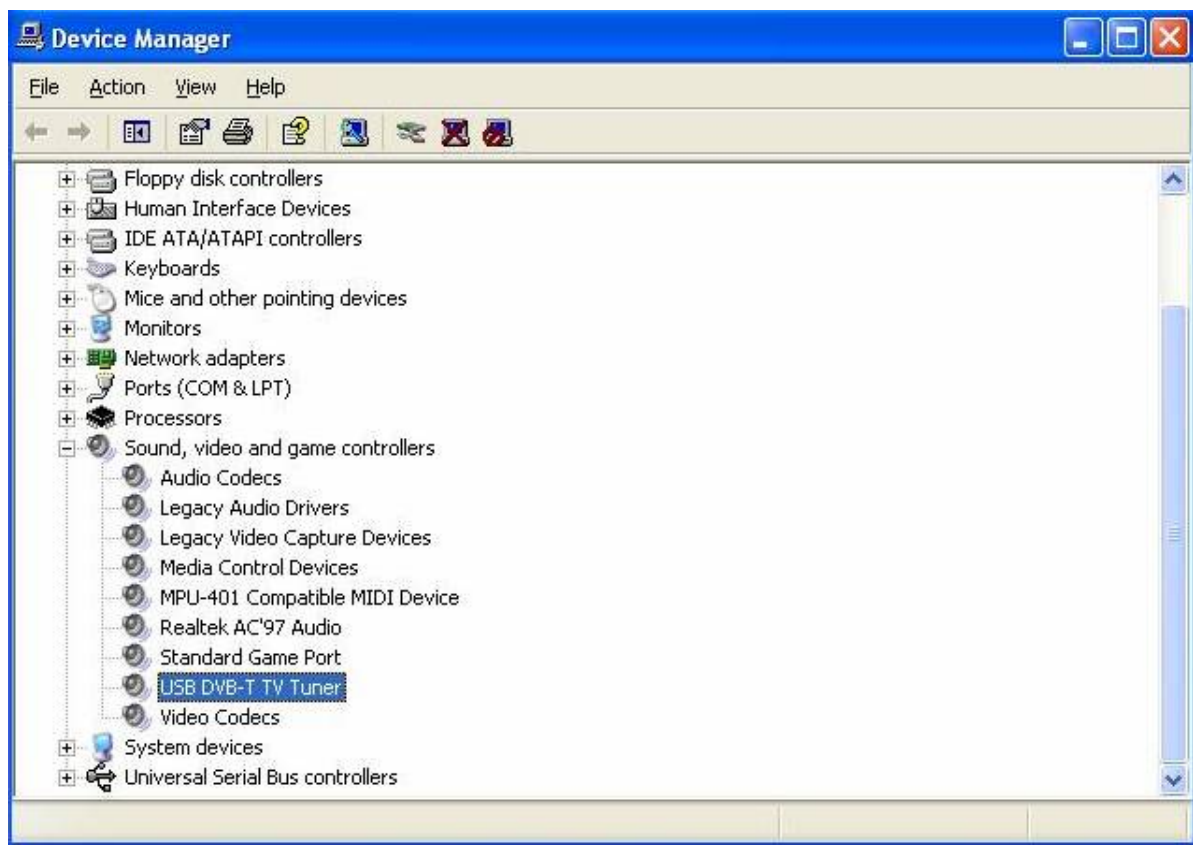 Device Manager
File Action View Help
Floppy disk controllers
Human Interface Devices
IDE ATA/ATAPI controllers
Keyboards
Mice and other pointing devices
Monitors
Network adapters
Ports (COM & LPT)
Processors
Sound, video and game controllers
Audio Codecs
Legacy Audio Drivers
Legacy Video Capture Devices
Media Control Devices
MPU-401 Compatible MIDI Device
Realtek AC'97 Audio
Standard Game Port
USB DVB-T TV Tuner
Video Codecs
System devices
Universal Serial Bus controllers